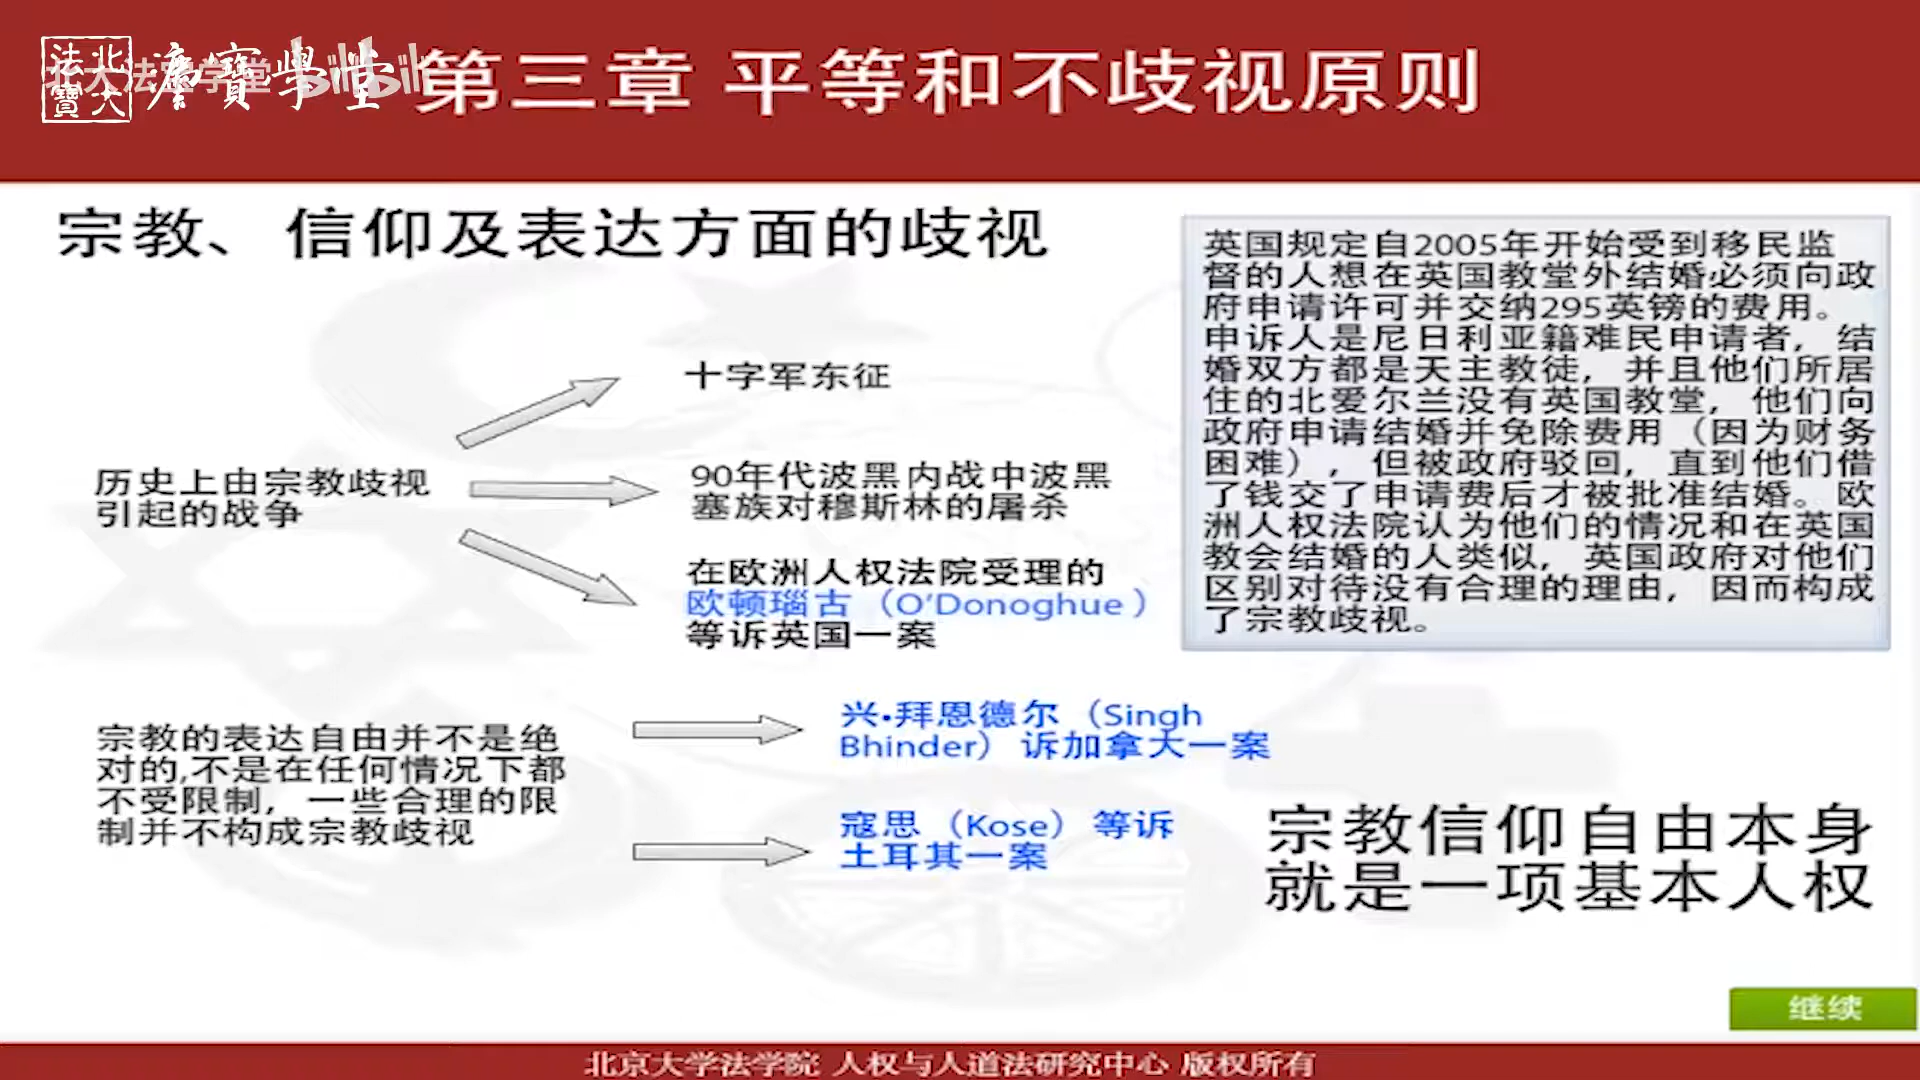 北大法寶
廣寶學堂
北大法宝学堂
bilibili
第三章 平等和不歧视原则
宗教、信仰及表达方面的歧视
历史上由宗教歧视
引起的战争
十字军东征
90年代波黑内战中波黑
塞族对穆斯林的屠杀
在欧洲人权法院受理的
欧顿瑙古（O'Donoghue）
等诉英国一案
英国规定自2005年开始受到移民监
督的人想在英国教堂外结婚必须向政
府申请许可并交纳295英镑的费用。
申诉人是尼日利亚籍难民申请者，结
婚双方都是天主教徒，并且他们所居
住的北爱尔兰没有英国教堂，他们向
政府申请结婚并免除费用（因为财务
困难），但被政府驳回，直到他们借
了钱交了申请费后才被批准结婚。欧
洲人权法院认为他们的情况和在英国
教会结婚的人类似，英国政府对他们
区别对待没有合理的理由，因而构成
了宗教歧视。
宗教的表达自由并不是绝
对的,不是在任何情况下都
不受限制，一些合理的限
制并不构成宗教歧视
兴•拜恩德尔（Singh
Bhinder） 诉加拿大一案
寇思（Kose）等诉
土耳其一案
宗教信仰自由本身
就是一项基本人权
继续
北京大学法学院 人权与人道法研究中心 版权所有